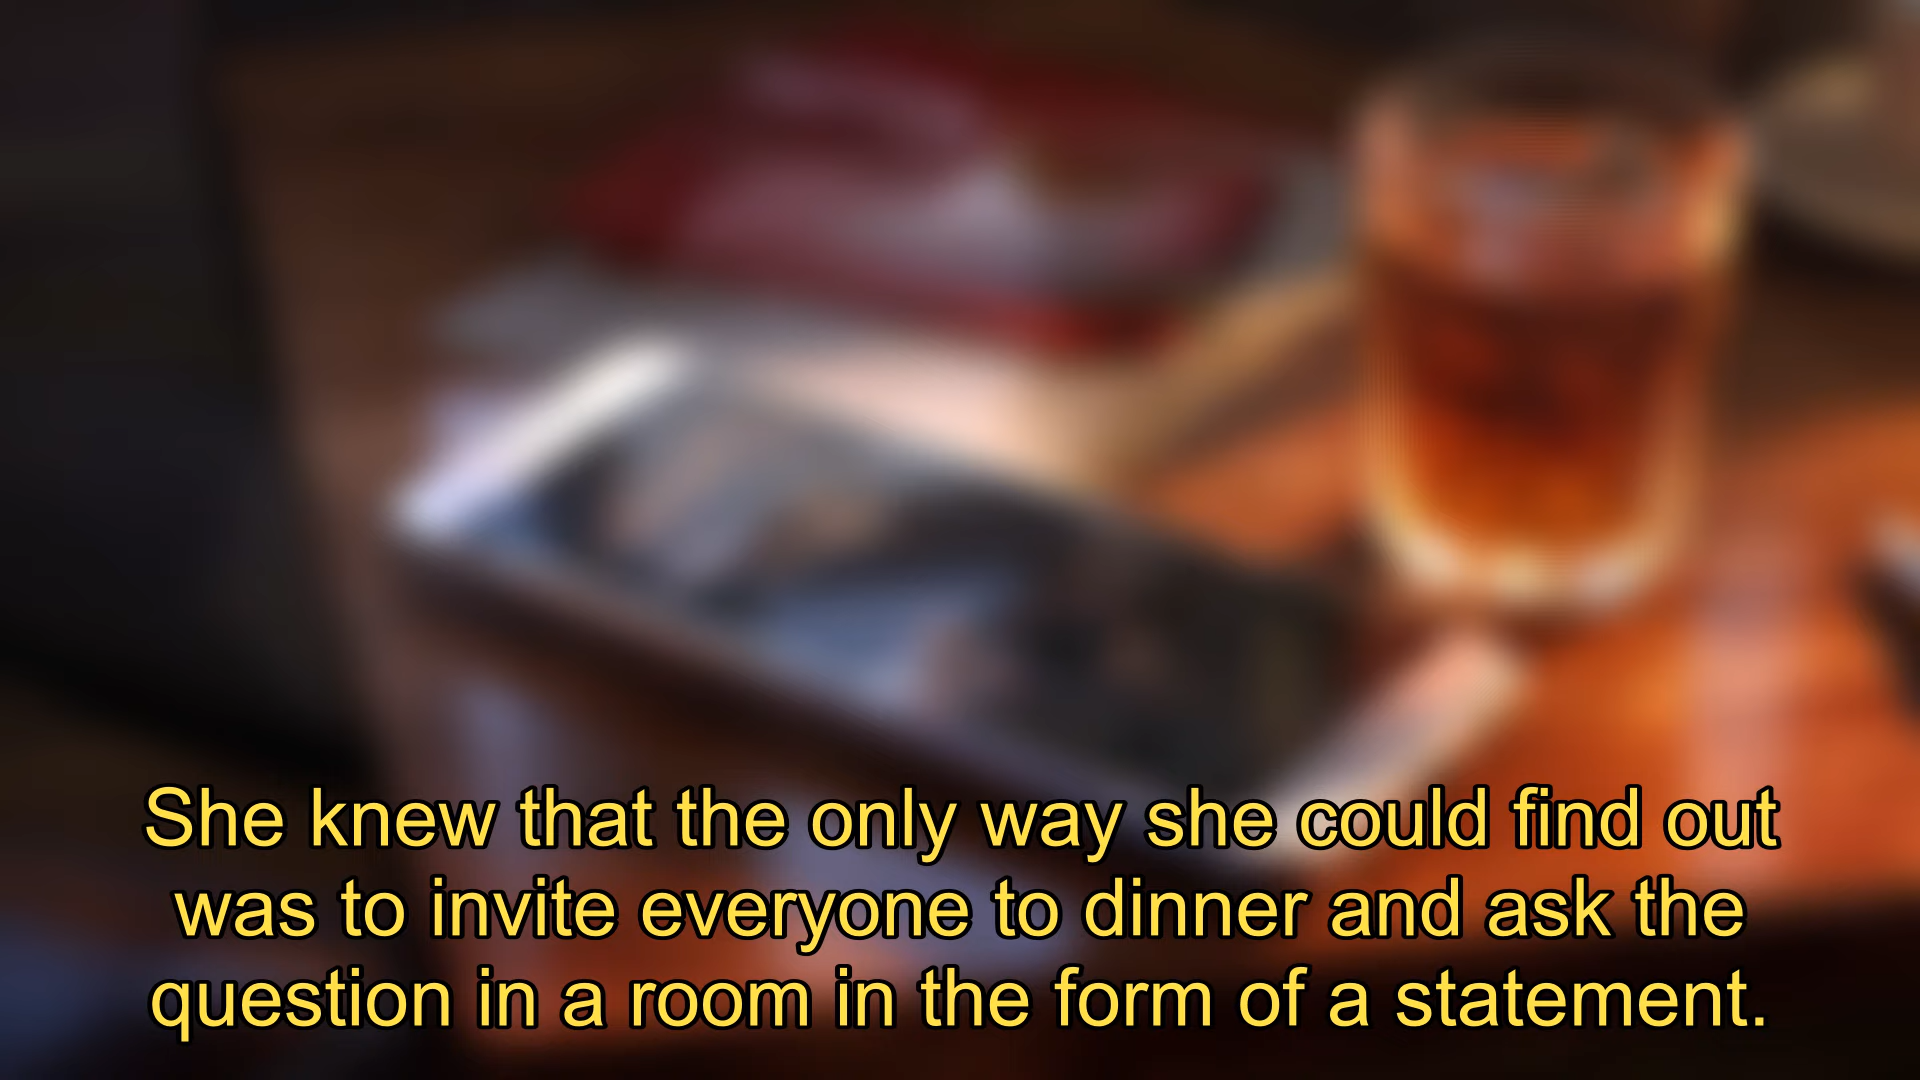 She knew that the only way she could find out
was to invite everyone to dinner and ask the
question in a room in the form of a statement.